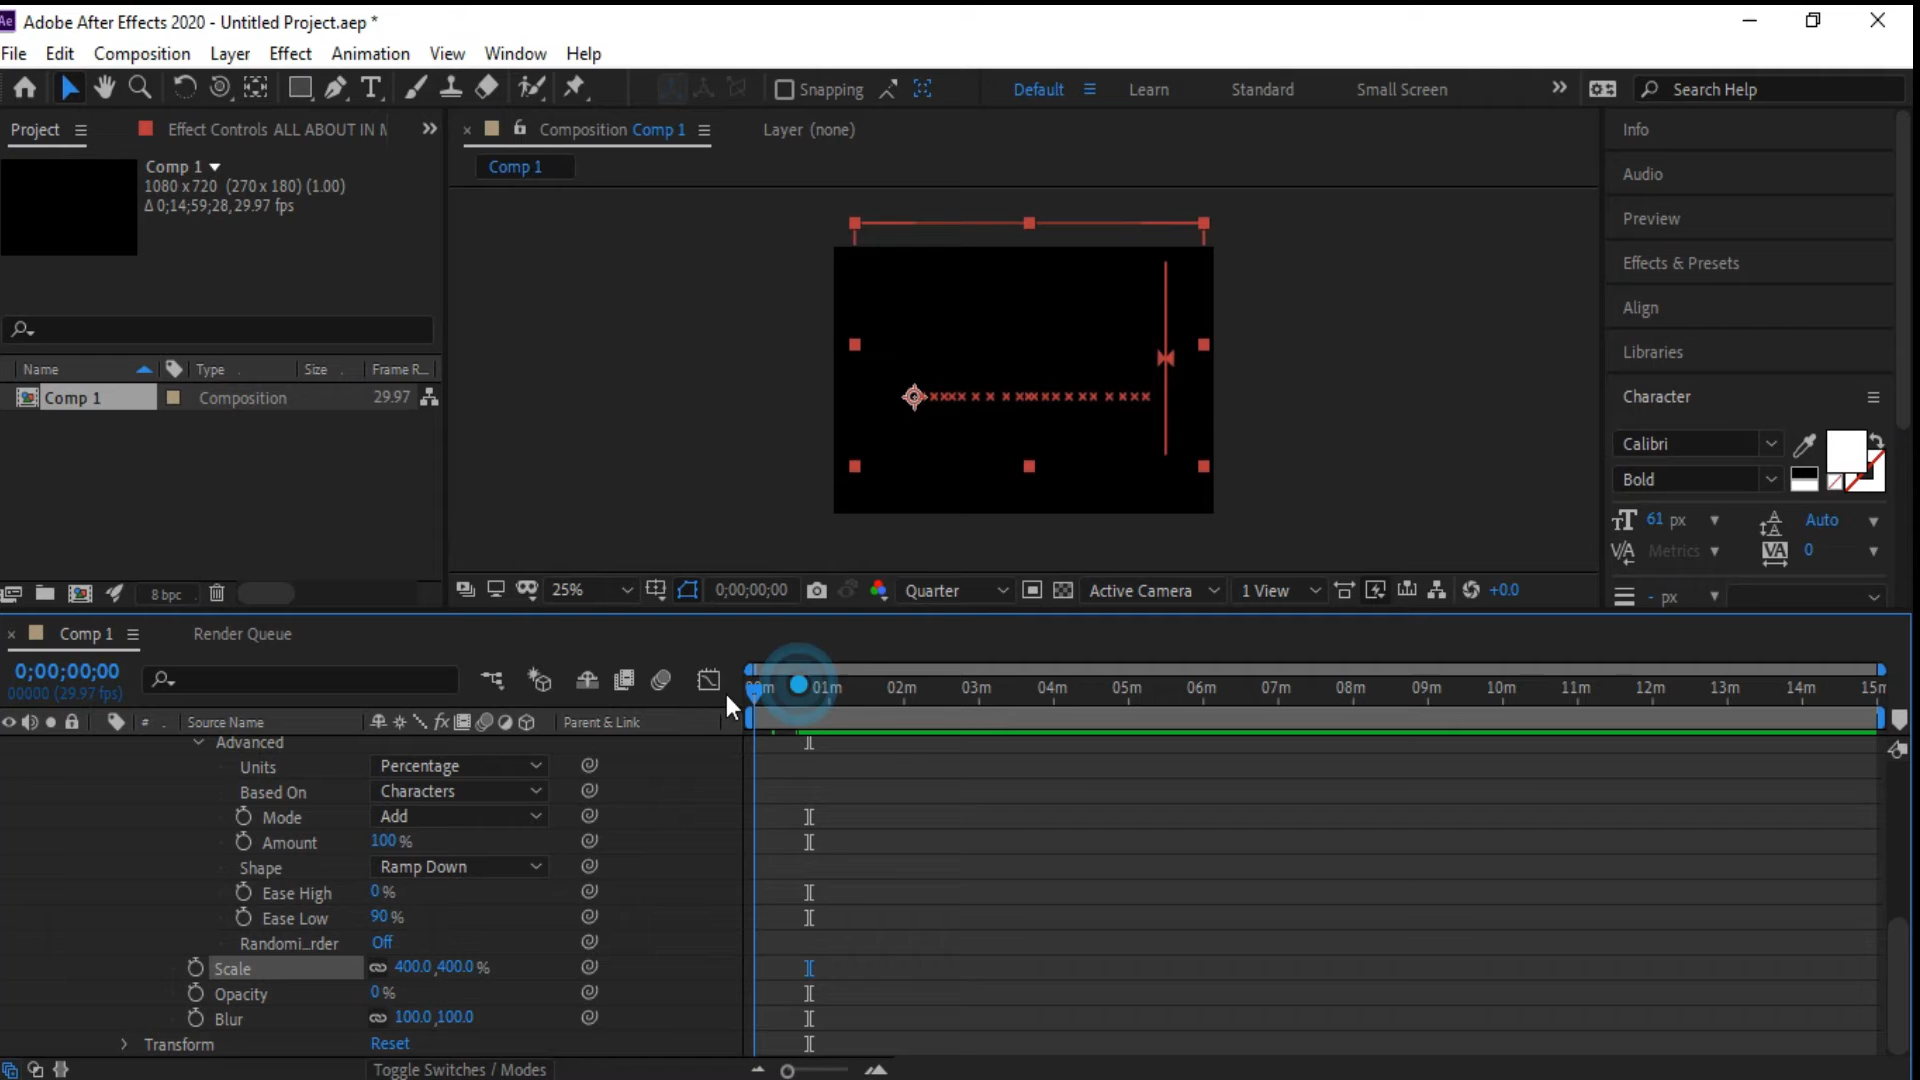 Ae Adobe After Effects 2020 - Untitled Project.aep *
File Edit Composition Layer Effect Animation View Window Help
Snapping Default Learn Standard Small Screen Search Help
Project Effect Controls ALL ABOUT IN Composition Comp 1 Layer (none) Info
Comp 1
1080 x 720 (270 x 180) (1.00)
Δ 0;14;59;28, 29.97 fps
Comp 1
Audio
Preview
Effects & Presets
Align
Libraries
Character
Calibri
Bold
61 px Auto
Metrics VA 0
- px
Name Type Size Frame R...
Comp 1 Composition 29.97
8 bpc 25% 0;00;00;00 Quarter Active Camera 1 View +0.0
Comp 1 Render Queue
0;00;00;00
00000 (29.97 fps)
00m 01m 02m 03m 04m 05m 06m 07m 08m 09m 10m 11m 12m 13m 14m 15m
# Source Name fx Parent & Link
Advanced
Units Percentage
Based On Characters
Mode Add
Amount 100 %
Shape Ramp Down
Ease High 0 %
Ease Low 90 %
Randomi...rder Off
Scale 400.0,400.0 %
Opacity 0 %
Blur 100.0,100.0
Transform Reset
Toggle Switches / Modes